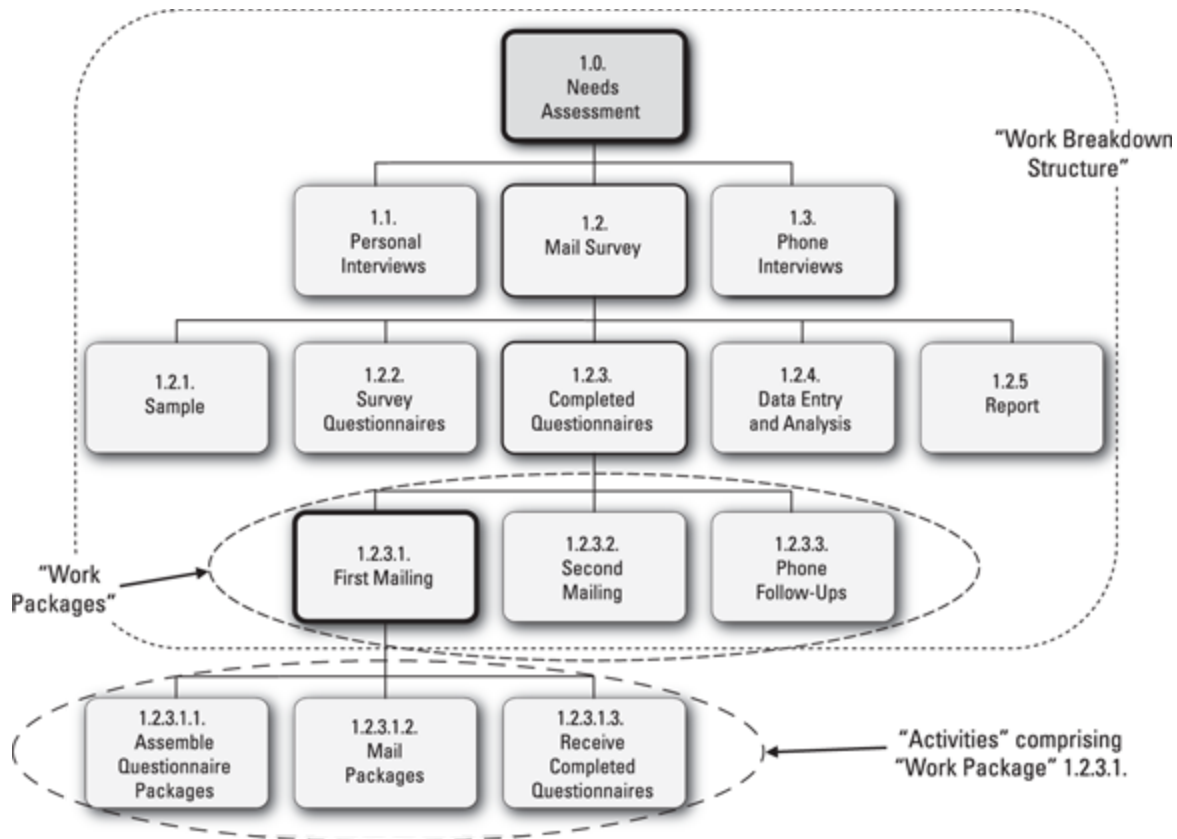 1.0.
Needs
Assessment
“Work Breakdown
Structure”
1.1.
Personal
Interviews
1.2.
Mail Survey
1.3.
Phone
Interviews
1.2.1.
Sample
1.2.2.
Survey
Questionnaires
1.2.3.
Completed
Questionnaires
1.2.4.
Data Entry
and Analysis
1.2.5
Report
“Work
Packages”
1.2.3.1.
First Mailing
1.2.3.2.
Second
Mailing
1.2.3.3.
Phone
Follow-Ups
1.2.3.1.1.
Assemble
Questionnaire
Packages
1.2.3.1.2.
Mail
Packages
1.2.3.1.3.
Receive
Completed
Questionnaires
“Activities” comprising
“Work Package” 1.2.3.1.